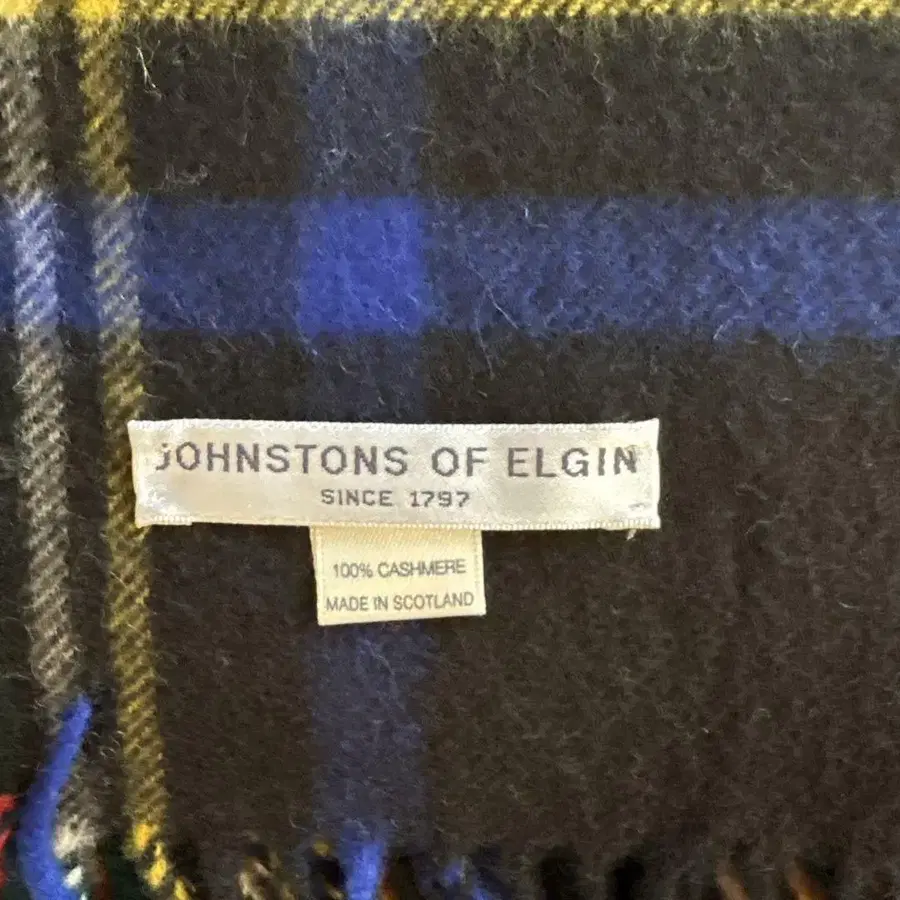 JOHNSTONS OF ELGIN
SINCE 1797
100% CASHMERE
MADE IN SCOTLAND